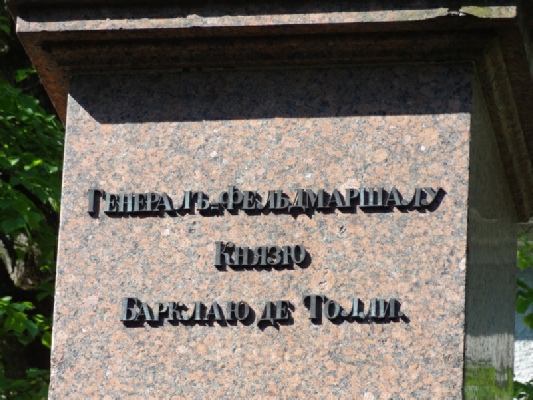 Генералъ-Фельдмаршалу
Князю
Барклаю де Толли.